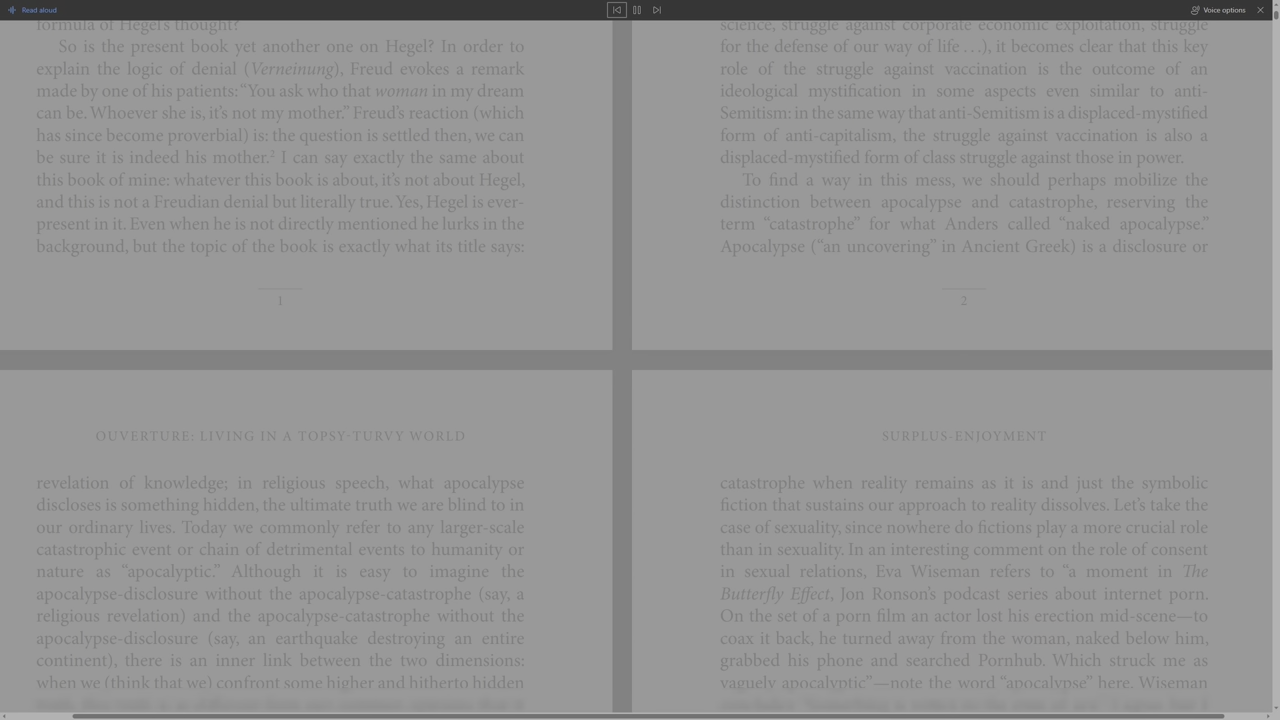 Read aloud
Voice options
formula of Hegel's thought?
So is the present book yet another one on Hegel? In order to
explain the logic of denial (Verneinung), Freud evokes a remark
made by one of his patients: “You ask who that woman in my dream
can be. Whoever she is, it's not my mother.” Freud's reaction (which
has since become proverbial) is: the question is settled then, we can
be sure it is indeed his mother.² I can say exactly the same about
this book of mine: whatever this book is about, it's not about Hegel,
and this is not a Freudian denial but literally true. Yes, Hegel is ever-
present in it. Even when he is not directly mentioned he lurks in the
background, but the topic of the book is exactly what its title says:
1
science, struggle against corporate economic exploitation, struggle
for the defense of our way of life . . .), it becomes clear that this key
role of the struggle against vaccination is the outcome of an
ideological mystification in some aspects even similar to anti-
Semitism: in the same way that anti-Semitism is a displaced-mystified
form of anti-capitalism, the struggle against vaccination is also a
displaced-mystified form of class struggle against those in power.
To find a way in this mess, we should perhaps mobilize the
distinction between apocalypse and catastrophe, reserving the
term “catastrophe” for what Anders called “naked apocalypse.”
Apocalypse (“an uncovering” in Ancient Greek) is a disclosure or
2
OUVERTURE: LIVING IN A TOPSY-TURVY WORLD
revelation of knowledge; in religious speech, what apocalypse
discloses is something hidden, the ultimate truth we are blind to in
our ordinary lives. Today we commonly refer to any larger-scale
catastrophic event or chain of detrimental events to humanity or
nature as “apocalyptic.” Although it is easy to imagine the
apocalypse-disclosure without the apocalypse-catastrophe (say, a
religious revelation) and the apocalypse-catastrophe without the
apocalypse-disclosure (say, an earthquake destroying an entire
continent), there is an inner link between the two dimensions:
when we (think that we) confront some higher and hitherto hidden
SURPLUS-ENJOYMENT
catastrophe when reality remains as it is and just the symbolic
fiction that sustains our approach to reality dissolves. Let's take the
case of sexuality, since nowhere do fictions play a more crucial role
than in sexuality. In an interesting comment on the role of consent
in sexual relations, Eva Wiseman refers to “a moment in The
Butterfly Effect, Jon Ronson's podcast series about internet porn.
On the set of a porn film an actor lost his erection mid-scene—to
coax it back, he turned away from the woman, naked below him,
grabbed his phone and searched Pornhub. Which struck me as
vaguely apocalyptic”—note the word “apocalypse” here. Wiseman